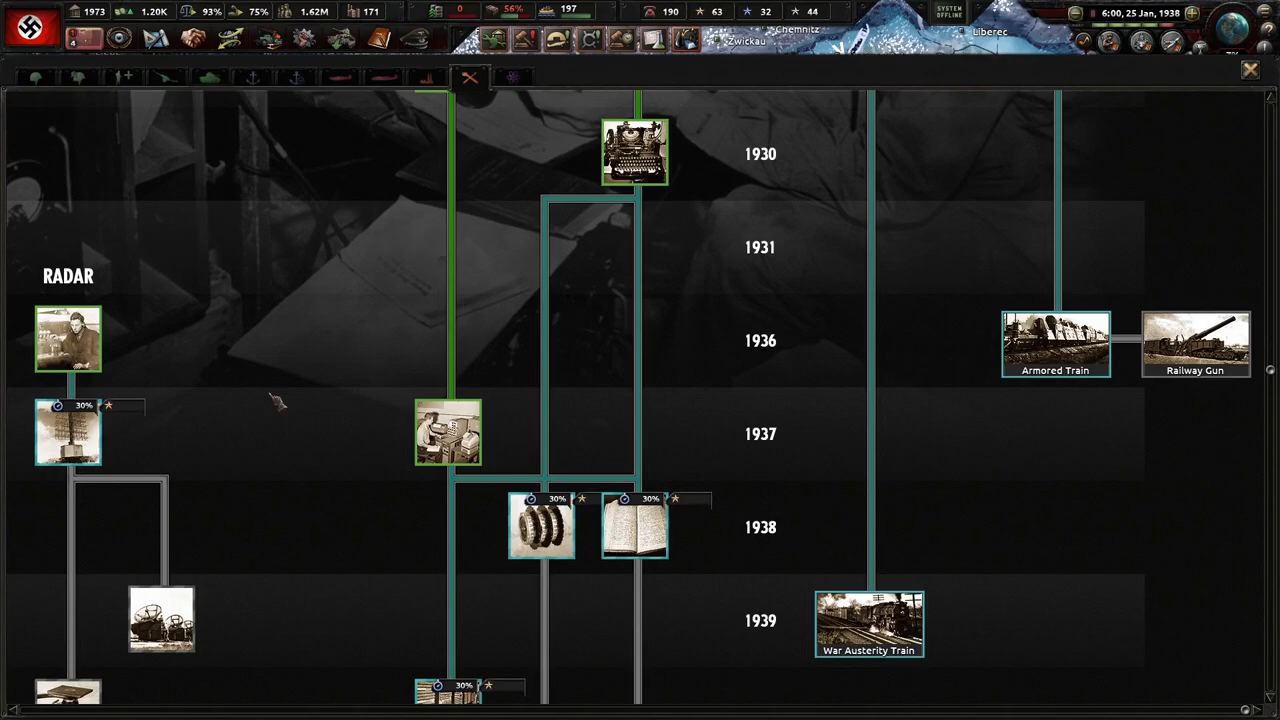 1973 1.20K 93% 75% 1.62M 171 0 56% 197 190 63 32 44 SYSTEM OFFLINE 6:00, 25 Jan, 1938
4
Chemnitz
Zwickau
Liberec
1930
1931
RADAR
1936
Armored Train
Railway Gun
30%
1937
30%
30%
1938
1939
War Austerity Train
30%